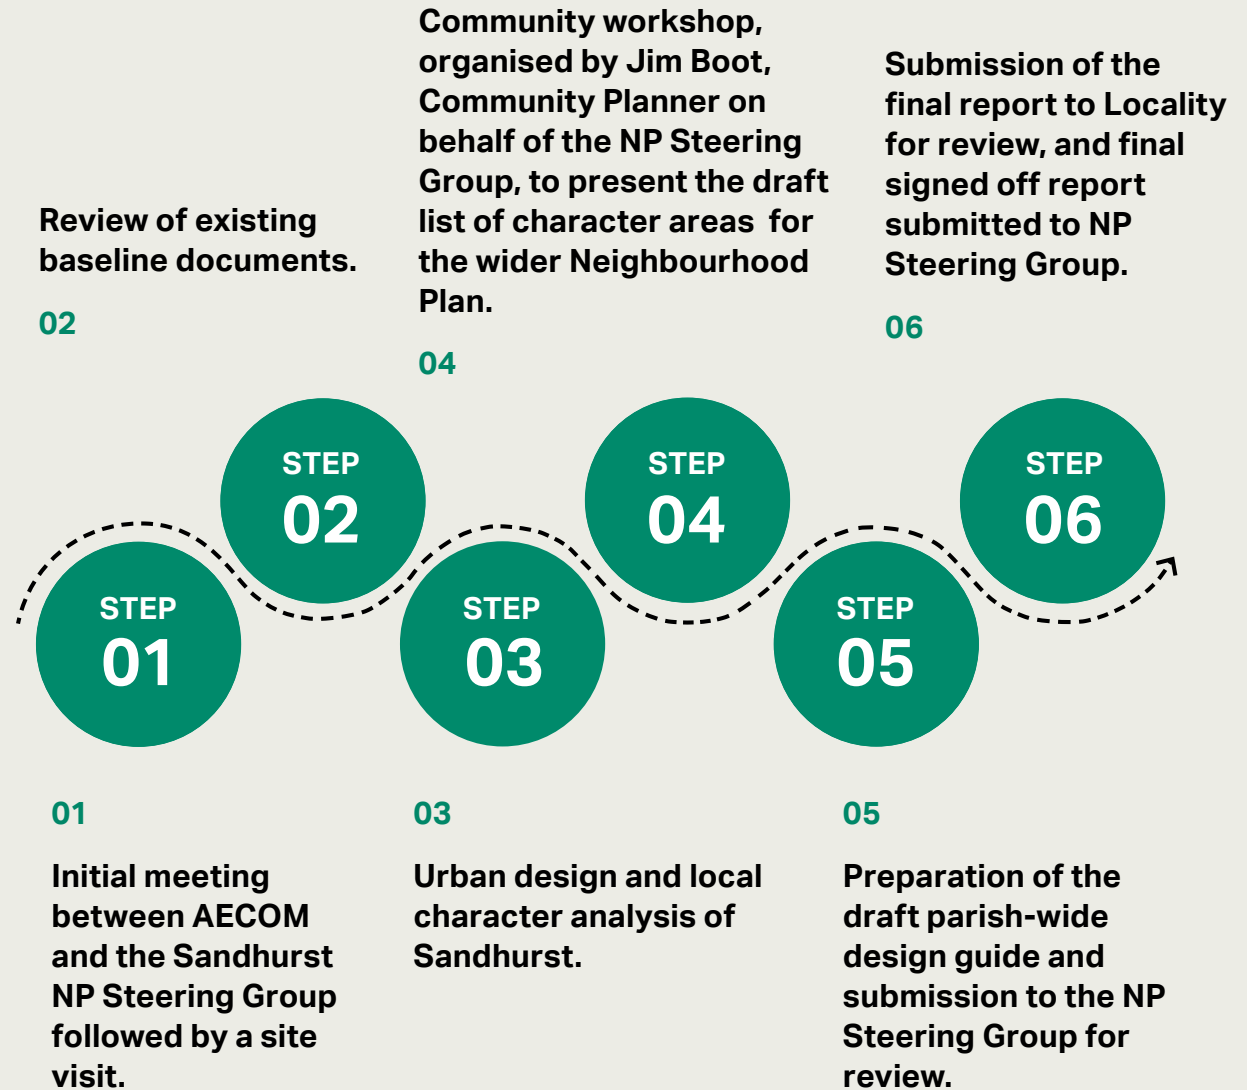 Community workshop,
organised by Jim Boot,
Community Planner on
behalf of the NP Steering
Group, to present the draft
list of character areas  for
the wider Neighbourhood
Plan.
04
Submission of the
final report to Locality
for review, and final
signed off report
submitted to NP
Steering Group.
06
Review of existing
baseline documents.
02
STEP
02
STEP
04
STEP
06
STEP
01
STEP
03
STEP
05
01
Initial meeting
between AECOM
and the Sandhurst
NP Steering Group
followed by a site
visit.
03
Urban design and local
character analysis of
Sandhurst.
05
Preparation of the
draft parish-wide
design guide and
submission to the NP
Steering Group for
review.